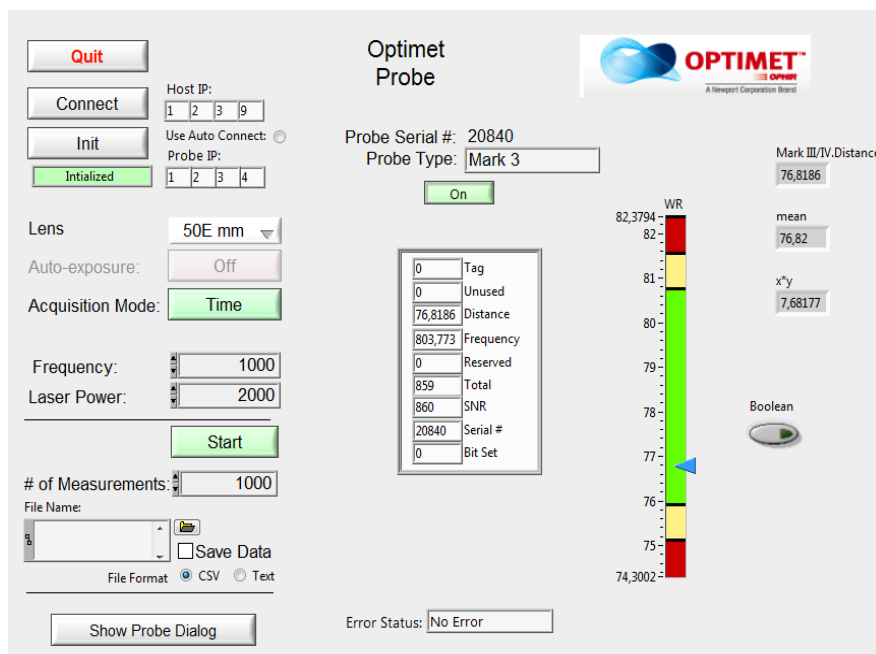 Quit
Connect
Host IP:
1 2 3 9
Init
Use Auto Connect:
Probe IP:
Intialized
1 2 3 4
Lens
50E mm
Auto-exposure:
Off
Acquisition Mode:
Time
Frequency:
1000
Laser Power:
2000
Start
# of Measurements:
1000
File Name:
Save Data
File Format
CSV
Text
Show Probe Dialog
Optimet
Probe
OPTIMET™
OPHIR
A Newport Corporation Brand
Probe Serial #: 20840
Probe Type: Mark 3
On
0 Tag
0 Unused
76,8186 Distance
803,773 Frequency
0 Reserved
859 Total
860 SNR
20840 Serial #
0 Bit Set
Error Status: No Error
WR
82,3794
82
81
80
79
78
77
76
75
74,3002
Mark III/IV.Distance
76,8186
mean
76,82
x*y
7,68177
Boolean